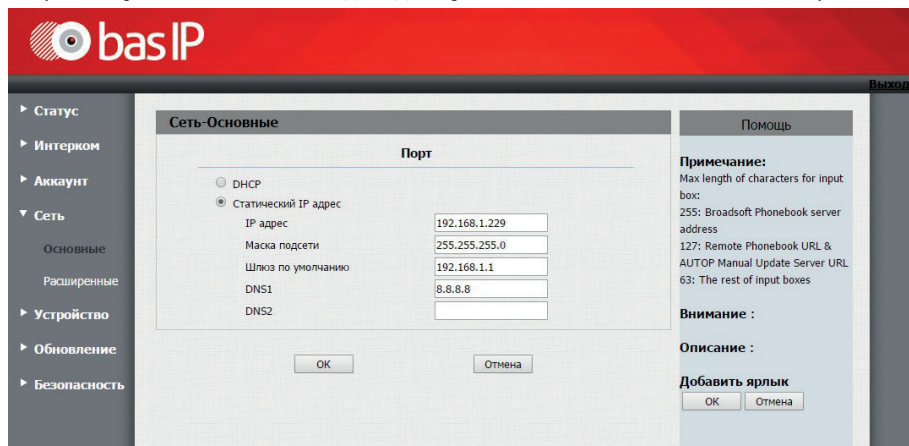 bas IP
Выход
Статус
Интерком
Аккаунт
Сеть
Основные
Расширенные
Устройство
Обновление
Безопасность
Сеть-Основные
Порт
DHCP
Статический IP адрес
IP адрес 192.168.1.229
Маска подсети 255.255.255.0
Шлюз по умолчанию 192.168.1.1
DNS1 8.8.8.8
DNS2
ОК Отмена
Помощь
Примечание:
Max length of characters for input
box:
255: Broadsoft Phonebook server
address
127: Remote Phonebook URL &
AUTOP Manual Update Server URL
63: The rest of input boxes
Внимание :
Описание :
Добавить ярлык
ОК Отмена